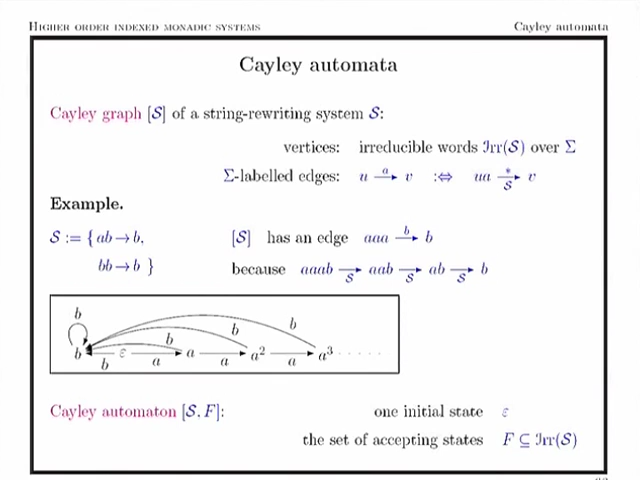 Higher order indexed monadic systems Cayley automata
Cayley automata
Cayley graph [𝒮] of a string-rewriting system 𝒮:
vertices: irreducible words ℑrr(𝒮) over Σ
Σ-labelled edges: u –a→ v :⇔ ua –*→𝒮 v
Example.
𝒮 := { ab → b, [𝒮] has an edge aaa –b→ b
bb → b } because aaab →𝒮 aab →𝒮 ab →𝒮 b
b
b b b
b ε a a² a³ · · · · ·
b a a a
Cayley automaton [𝒮, F]: one initial state ε
the set of accepting states F ⊆ ℑrr(𝒮)